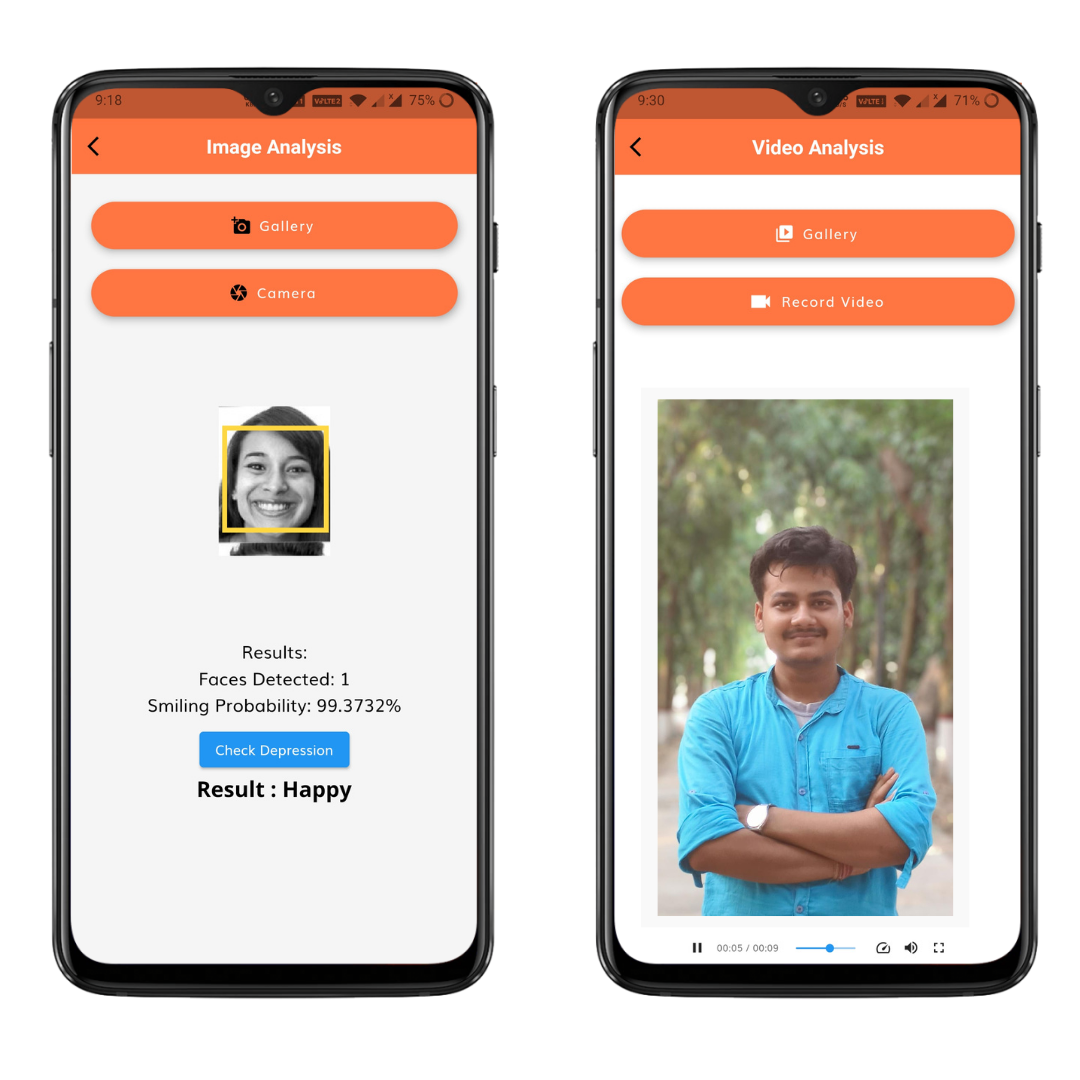 9:18
VoLTE2
75%
Image Analysis
Gallery
Camera
Results:
Faces Detected: 1
Smiling Probability: 99.3732%
Check Depression
Result : Happy
9:30
71%
Video Analysis
Gallery
Record Video
00:05 / 00:09